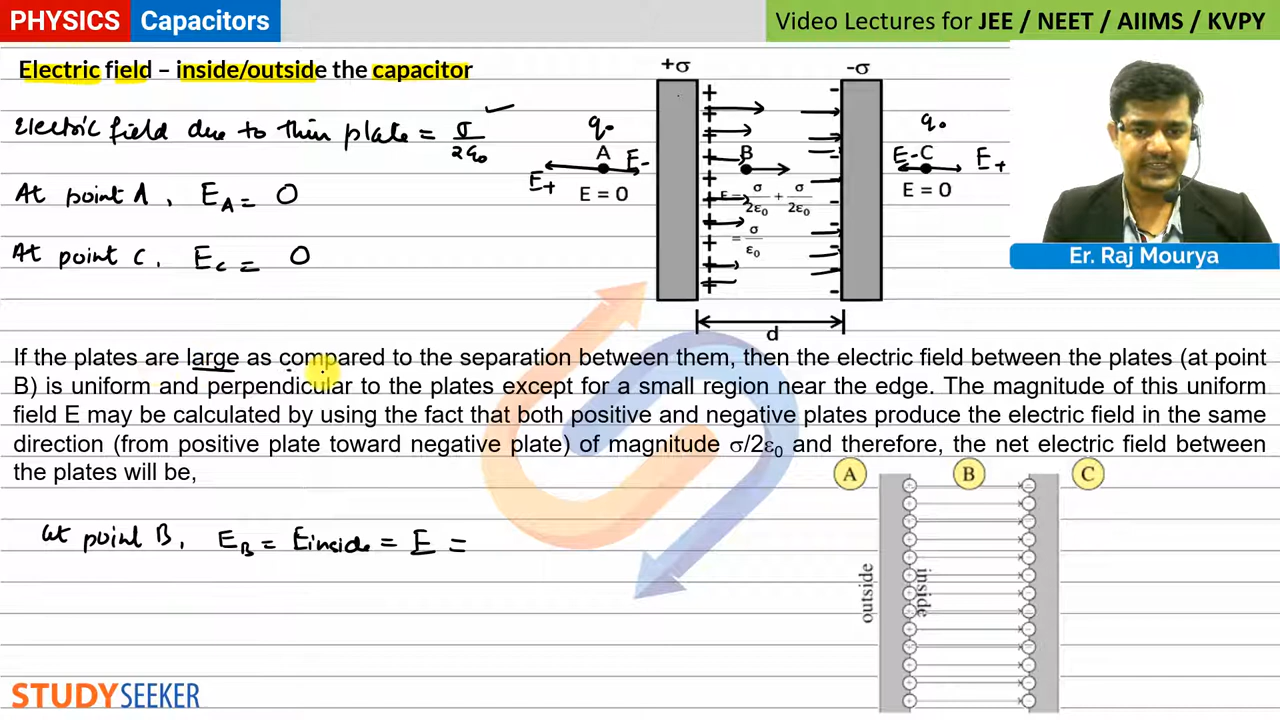 PHYSICS Capacitors
Video Lectures for JEE / NEET / AIIMS / KVPY
Electric field – inside/outside the capacitor
Electric field due to thin plate = σ/2ε₀
At point A, E_A = 0
At point C, E_C = 0
+σ
-σ
q₀
A
E-
E+
E = 0
B
E = σ/2ε₀ + σ/2ε₀
= σ/ε₀
q₀
E- C
E+
E = 0
d
Er. Raj Mourya
If the plates are large as compared to the separation between them, then the electric field between the plates (at point
B) is uniform and perpendicular to the plates except for a small region near the edge. The magnitude of this uniform
field E may be calculated by using the fact that both positive and negative plates produce the electric field in the same
direction (from positive plate toward negative plate) of magnitude σ/2ε₀ and therefore, the net electric field between
the plates will be,
At point B, E_B = E inside = E =
A B C
outside
inside
STUDY SEEKER